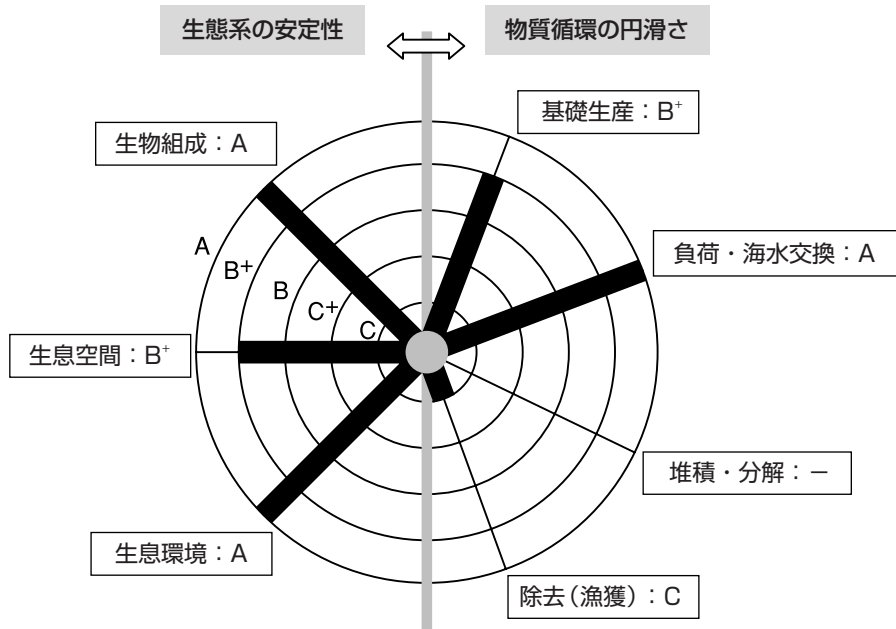 生態系の安定性
物質循環の円滑さ
基礎生産：B⁺
生物組成：A
負荷・海水交換：A
A
B⁺
B
C⁺
C
生息空間：B⁺
堆積・分解：－
生息環境：A
除去（漁獲）：C